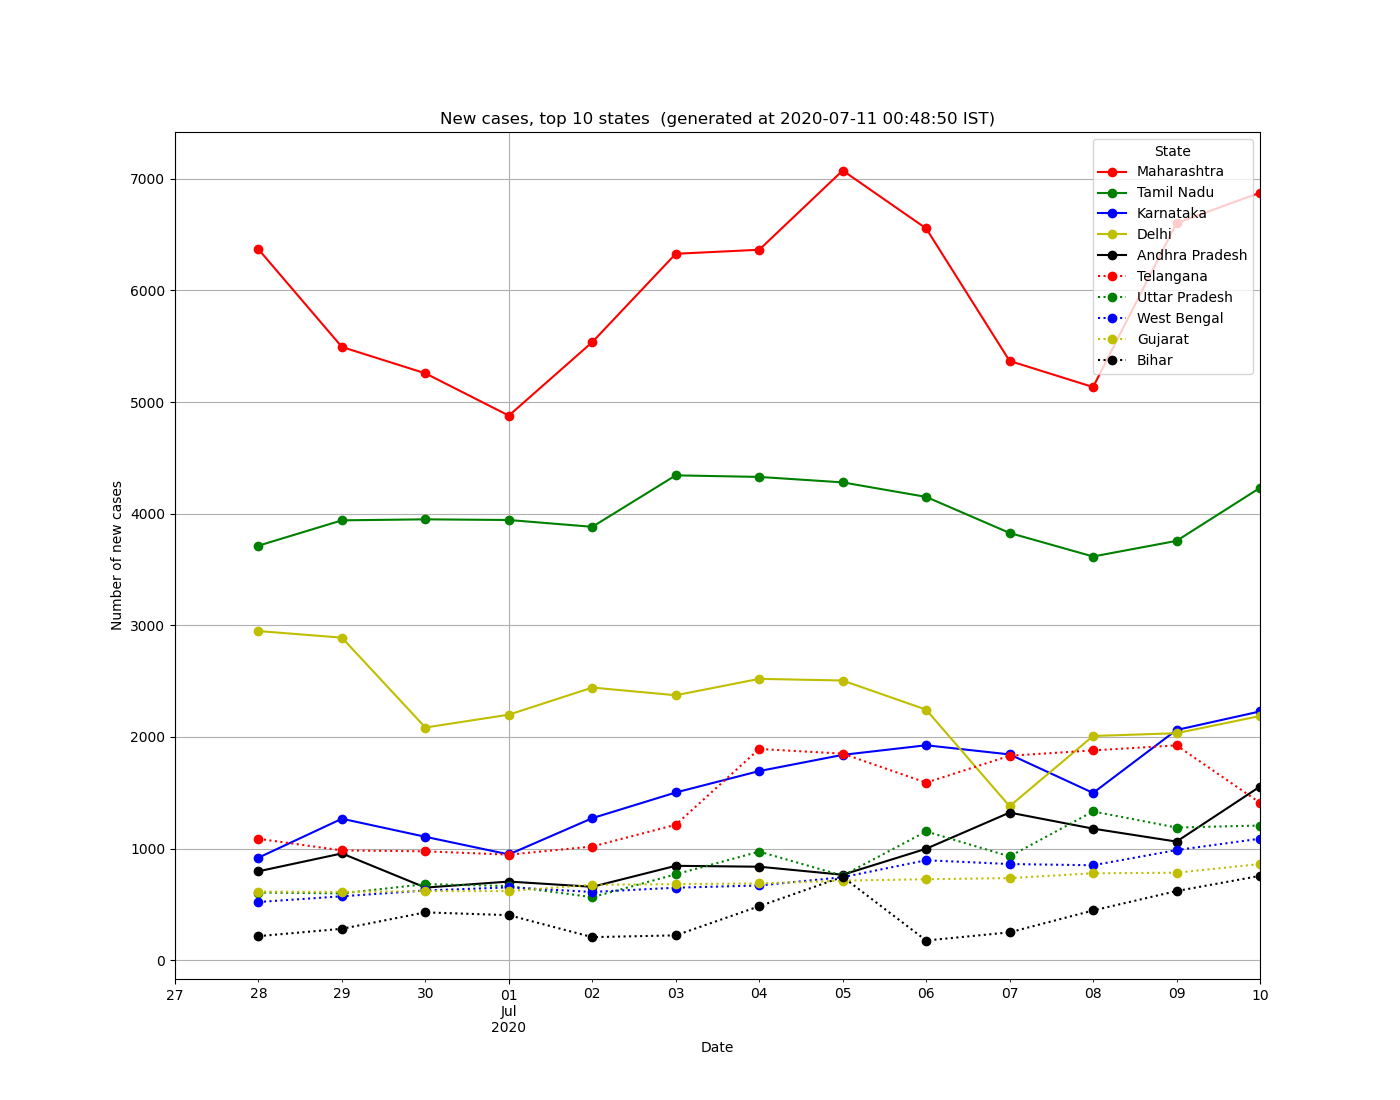 New cases, top 10 states  (generated at 2020-07-11 00:48:50 IST)
State
Maharashtra
Tamil Nadu
Karnataka
Delhi
Andhra Pradesh
Telangana
Uttar Pradesh
West Bengal
Gujarat
Bihar
Number of new cases
7000
6000
5000
4000
3000
2000
1000
0
27 28 29 30 01 02 03 04 05 06 07 08 09 10
Jul
2020
Date